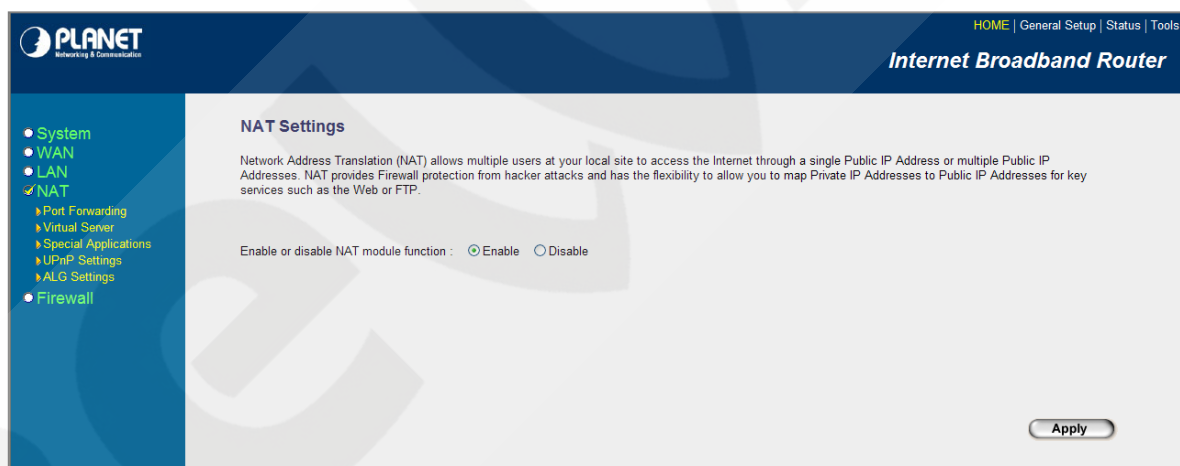 PLANET
Networking & Communication
HOME | General Setup | Status | Tools
Internet Broadband Router
System
WAN
LAN
NAT
Port Forwarding
Virtual Server
Special Applications
UPnP Settings
ALG Settings
Firewall
NAT Settings
Network Address Translation (NAT) allows multiple users at your local site to access the Internet through a single Public IP Address or multiple Public IP
Addresses. NAT provides Firewall protection from hacker attacks and has the flexibility to allow you to map Private IP Addresses to Public IP Addresses for key
services such as the Web or FTP.
Enable or disable NAT module function : Enable Disable
Apply